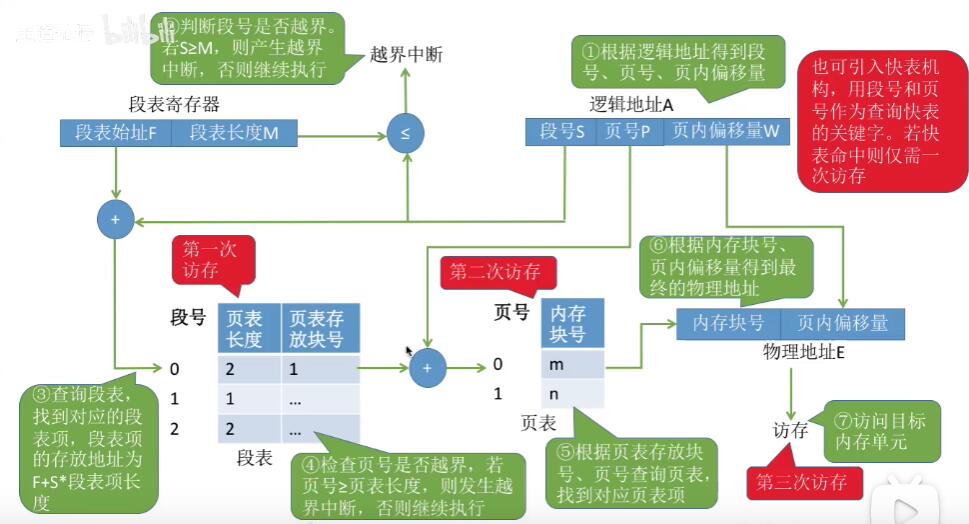 bilibili
②判断段号是否越界。
若S≥M，则产生越界
中断，否则继续执行
越界中断
①根据逻辑地址得到段
号、页号、页内偏移量
也可引入快表机
构，用段号和页
号作为查询快表
的关键字。若快
表命中则仅需一
次访存
段表寄存器
段表始址F
段表长度M
≤
逻辑地址A
段号S
页号P
页内偏移量W
+
第一次
访存
第二次访存
⑥根据内存块号、
页内偏移量得到最
终的物理地址
段号
页表
长度
页表存
放块号
0
2
1
1
1
...
2
2
...
段表
+
页号
内存
块号
0
m
1
n
页表
内存块号
页内偏移量
物理地址E
③查询段表，
找到对应的段
表项，段表项
的存放地址为
F+S*段表项长
度
④检查页号是否越界，若
页号≥页表长度，则发生越
界中断，否则继续执行
⑤根据页表存放块
号、页号查询页表，
找到对应页表项
访存
⑦访问目标
内存单元
第三次访存